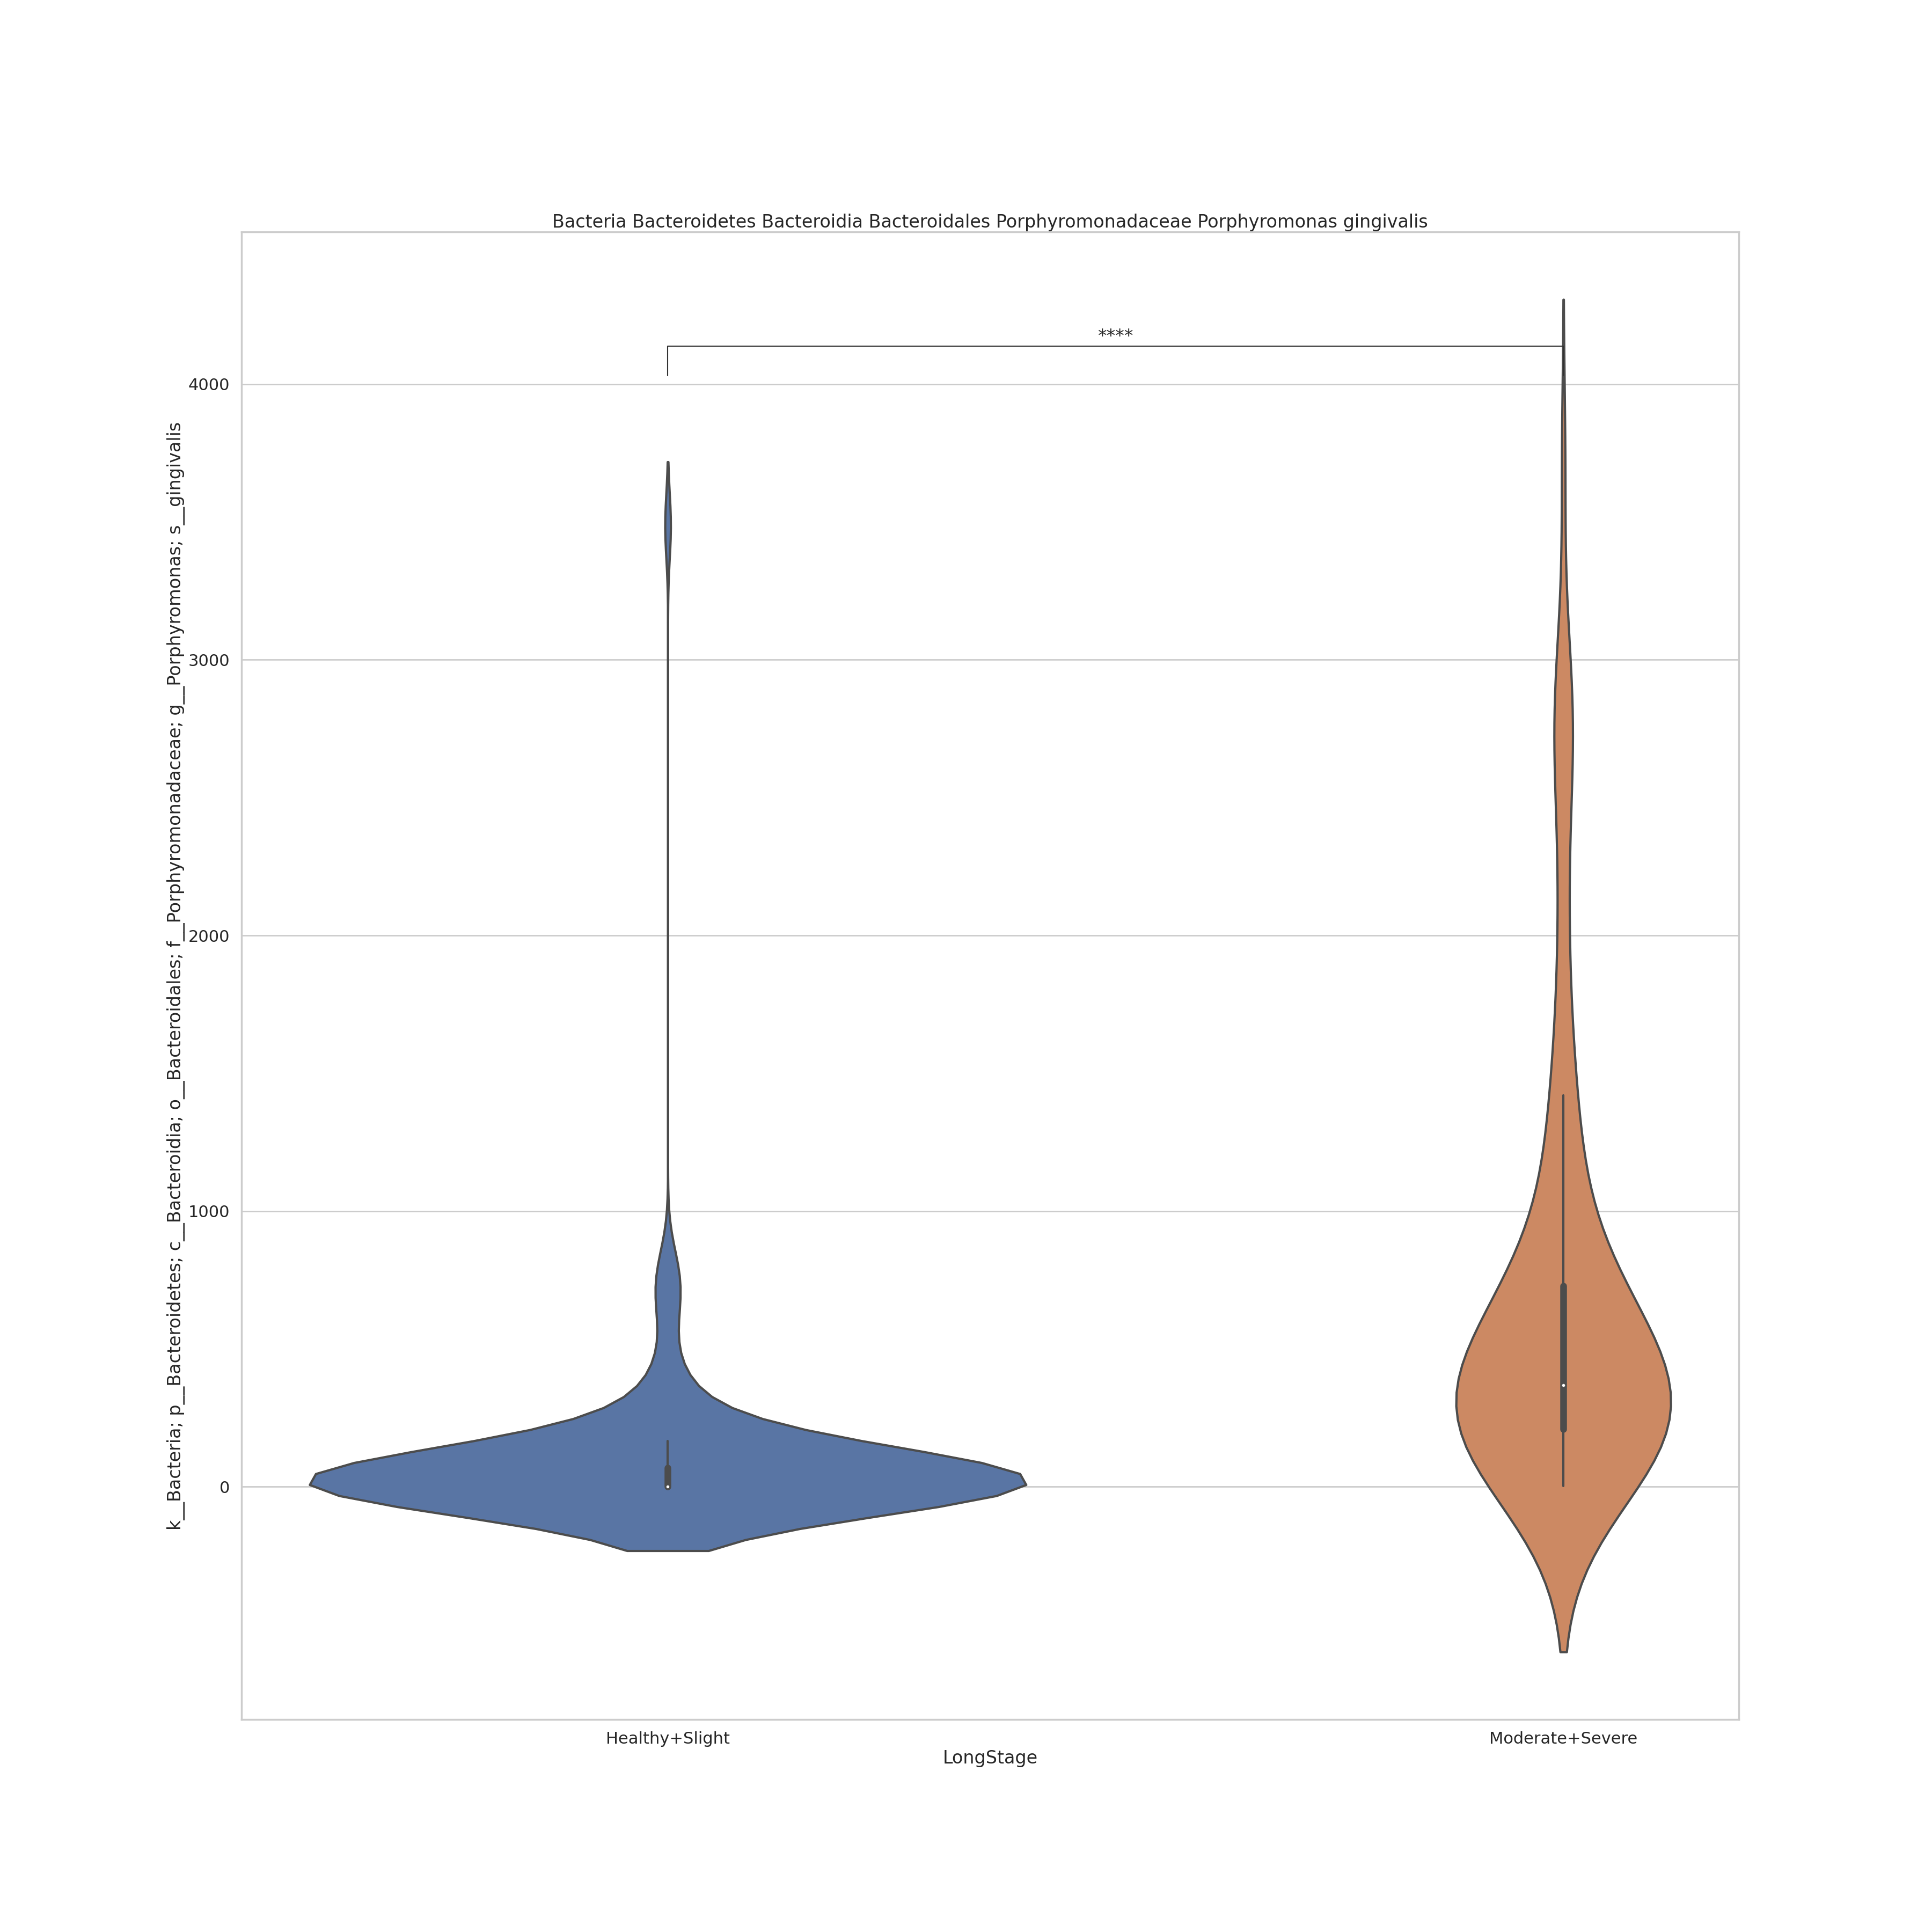 Bacteria Bacteroidetes Bacteroidia Bacteroidales Porphyromonadaceae Porphyromonas gingivalis
****
k__Bacteria; p__Bacteroidetes; c__Bacteroidia; o__Bacteroidales; f__Porphyromonadaceae; g__Porphyromonas; s__gingivalis
4000
3000
2000
1000
0
Healthy+Slight
Moderate+Severe
LongStage